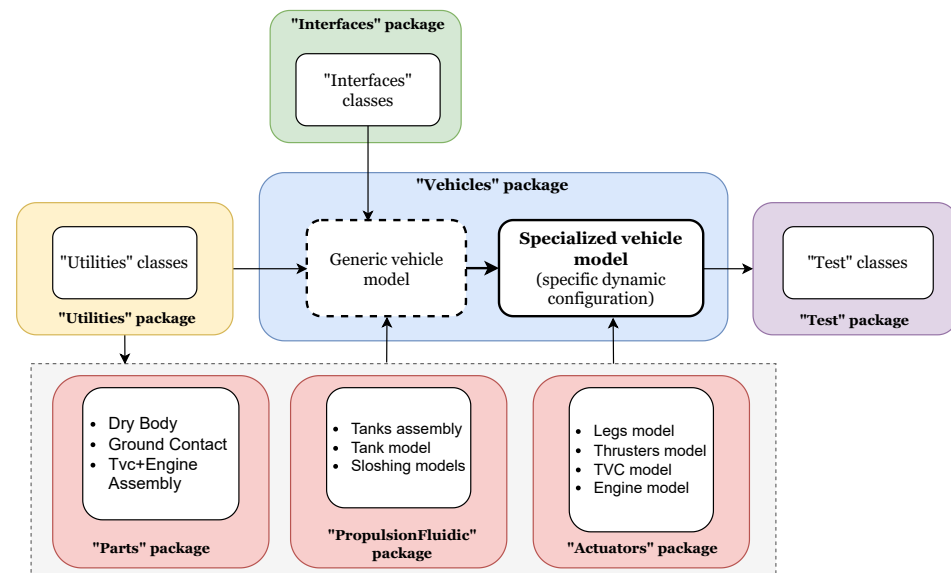 "Interfaces" package
"Interfaces"
classes
"Vehicles" package
"Utilities" classes
"Utilities" package
Generic vehicle
model
Specialized vehicle
model
(specific dynamic
configuration)
"Test" classes
"Test" package
• Dry Body
• Ground Contact
• Tvc+Engine
Assembly
"Parts" package
• Tanks assembly
• Tank model
• Sloshing models
"PropulsionFluidic"
package
• Legs model
• Thrusters model
• TVC model
• Engine model
"Actuators" package